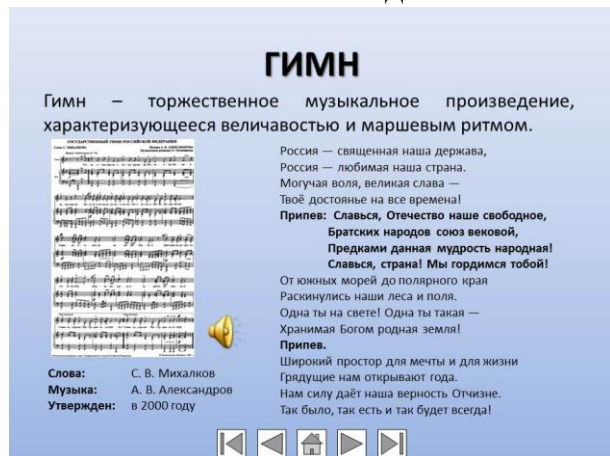 ГИМН
Гимн – торжественное музыкальное произведение,
характеризующееся величавостью и маршевым ритмом.
ГОСУДАРСТВЕННЫЙ ГИМН РОССИЙСКОЙ ФЕДЕРАЦИИ
Россия — священная наша держава,
Россия — любимая наша страна.
Могучая воля, великая слава —
Твоё достоянье на все времена!
Припев: Славься, Отечество наше свободное,
Братских народов союз вековой,
Предками данная мудрость народная!
Славься, страна! Мы гордимся тобой!
От южных морей до полярного края
Раскинулись наши леса и поля.
Одна ты на свете! Одна ты такая —
Хранимая Богом родная земля!
Припев.
Широкий простор для мечты и для жизни
Грядущие нам открывают года.
Нам силу даёт наша верность Отчизне.
Так было, так есть и так будет всегда!
Слова: С. В. Михалков
Музыка: А. В. Александров
Утвержден: в 2000 году